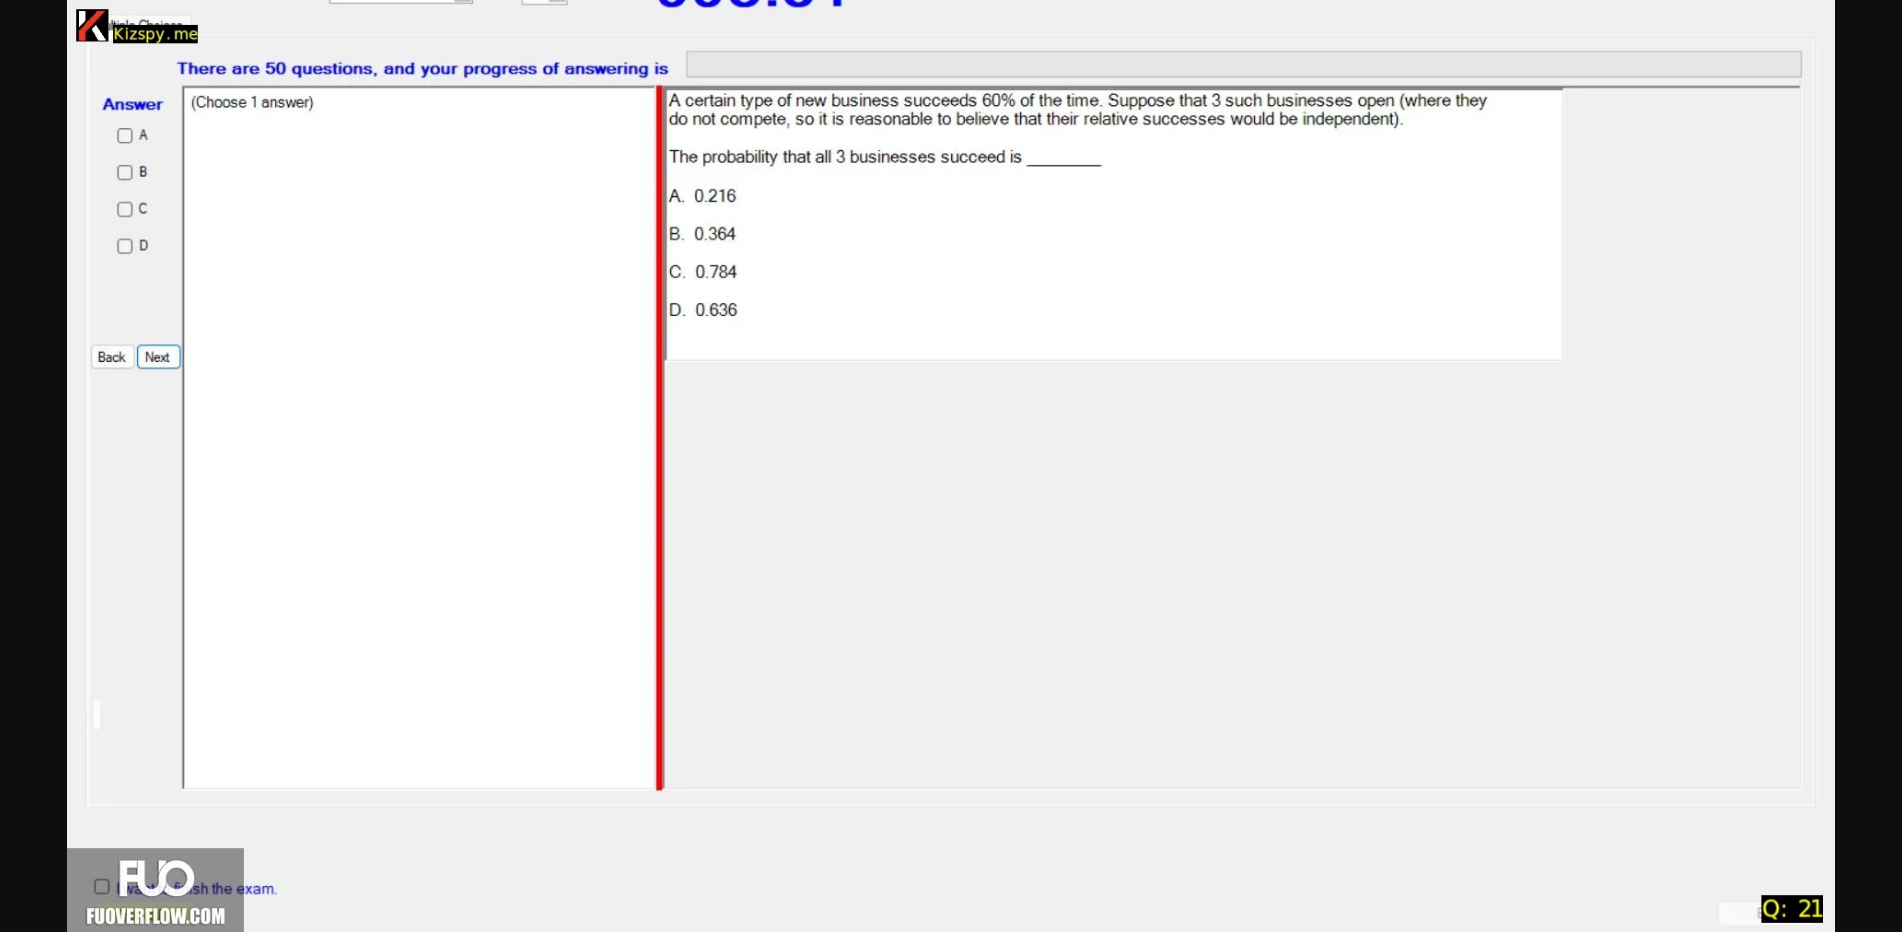 Kizspy.me
There are 50 questions, and your progress of answering is
Answer
(Choose 1 answer)
A
B
C
D
Back
Next
A certain type of new business succeeds 60% of the time. Suppose that 3 such businesses open (where they
do not compete, so it is reasonable to believe that their relative successes would be independent).
The probability that all 3 businesses succeed is ________
A. 0.216
B. 0.364
C. 0.784
D. 0.636
FUO
the exam.
FUOVERFLOW.COM
Q: 21